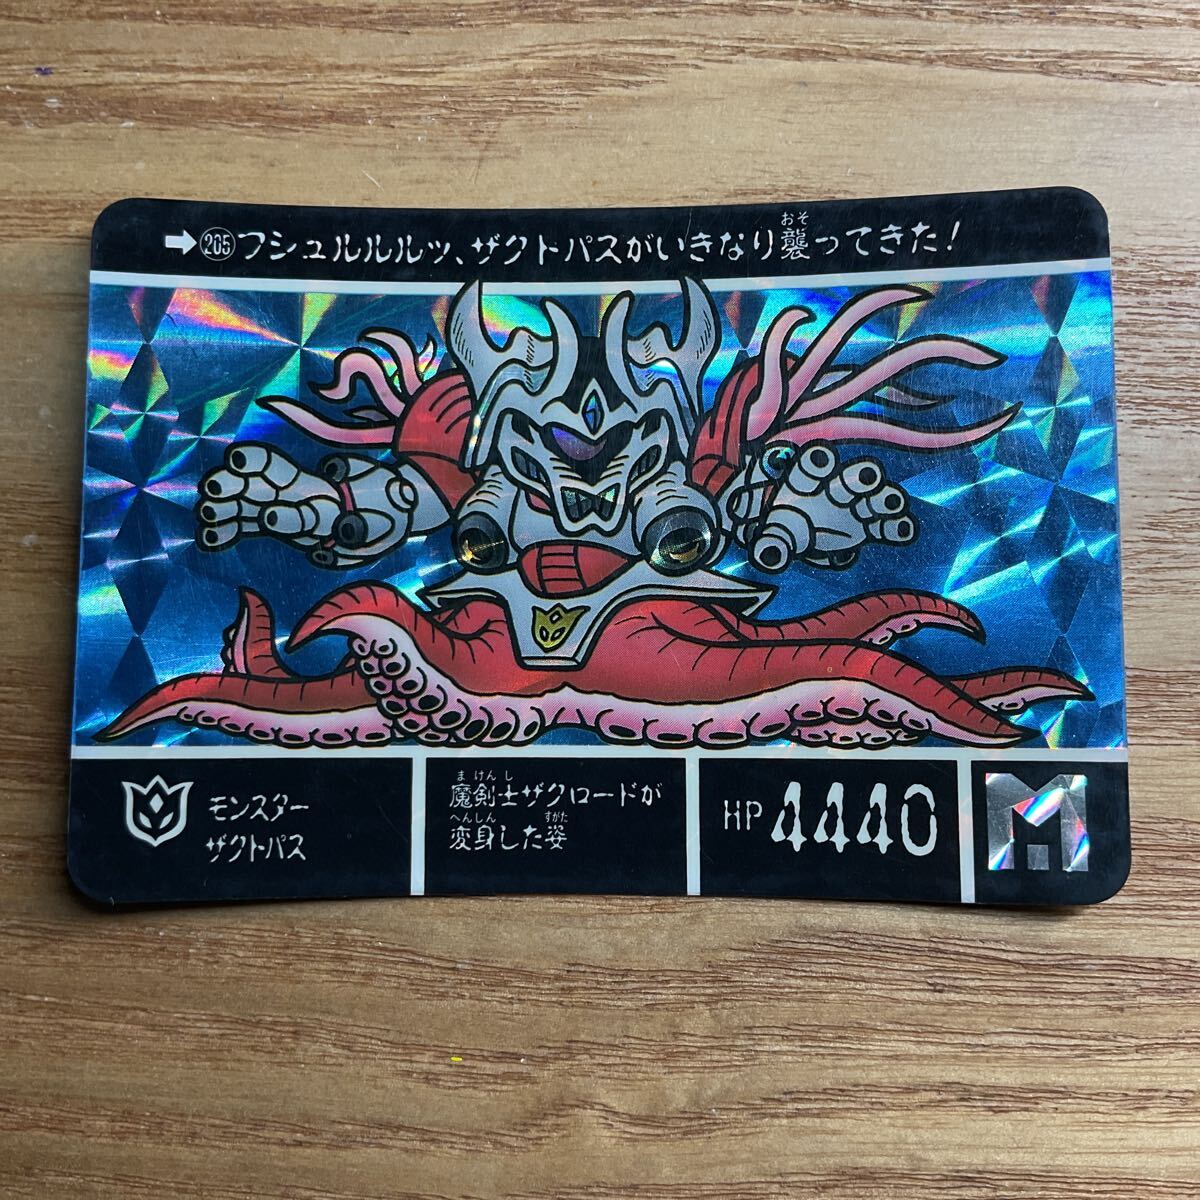 ➡205フシュルルルッ、ザクトパスがいきなり襲ってきた!
おそ
モンスター
ザクトパス
まけんし
魔剣士ザクロードが
へんしん すがた
変身した姿
HP 4440
M